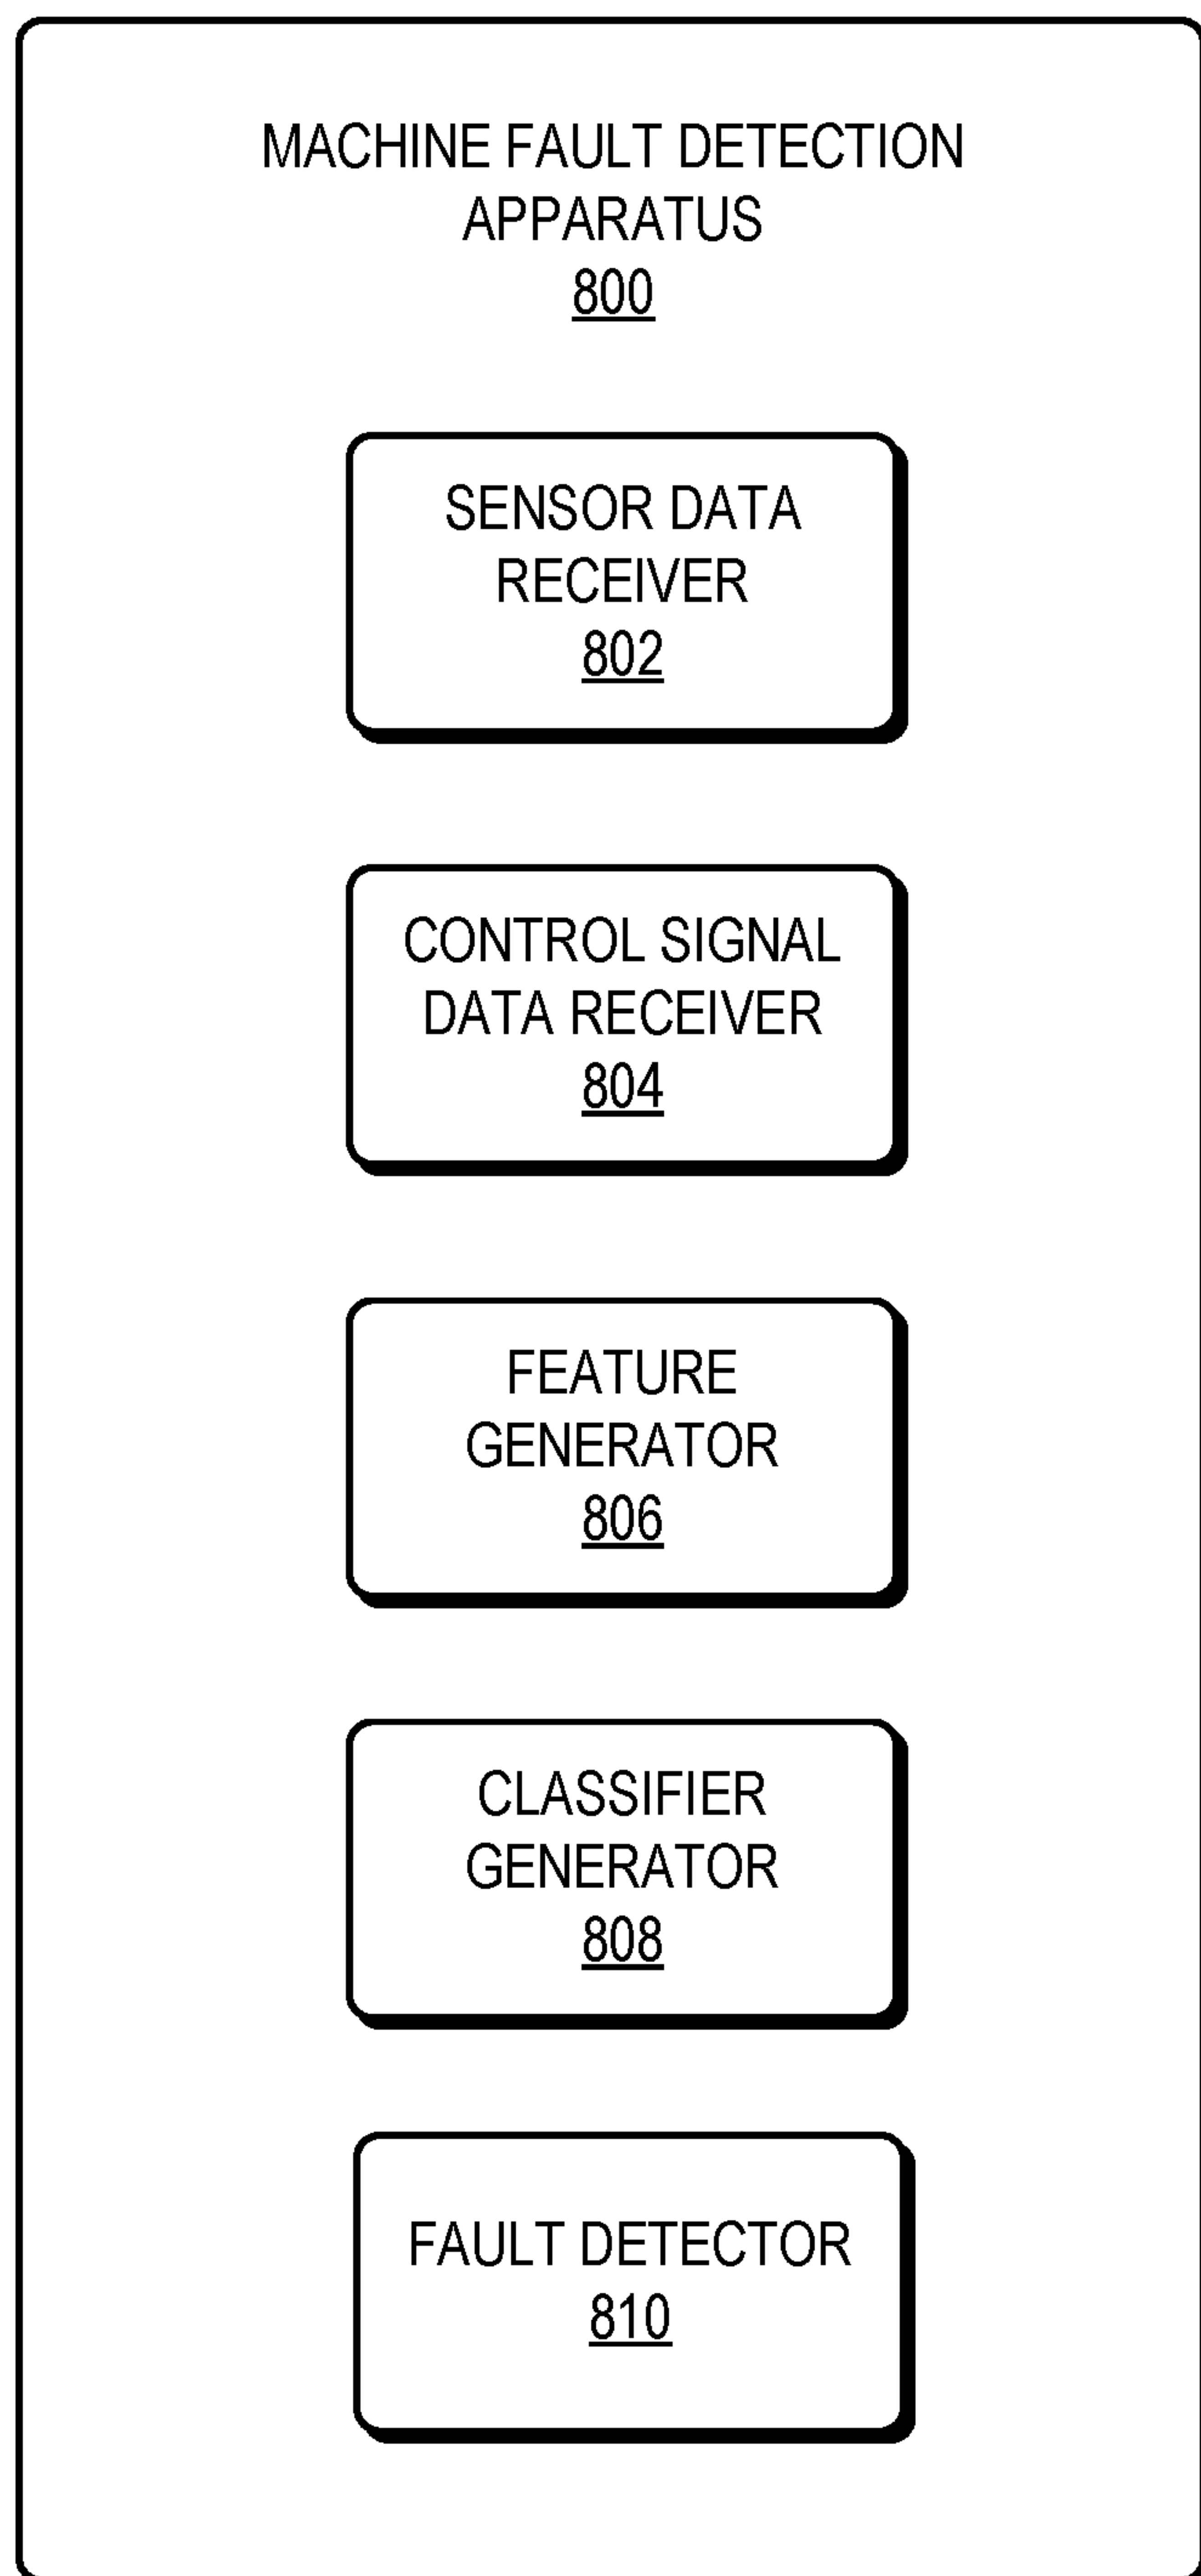 MACHINE FAULT DETECTION
APPARATUS
800
SENSOR DATA
RECEIVER
802
CONTROL SIGNAL
DATA RECEIVER
804
FEATURE
GENERATOR
806
CLASSIFIER
GENERATOR
808
FAULT DETECTOR
810